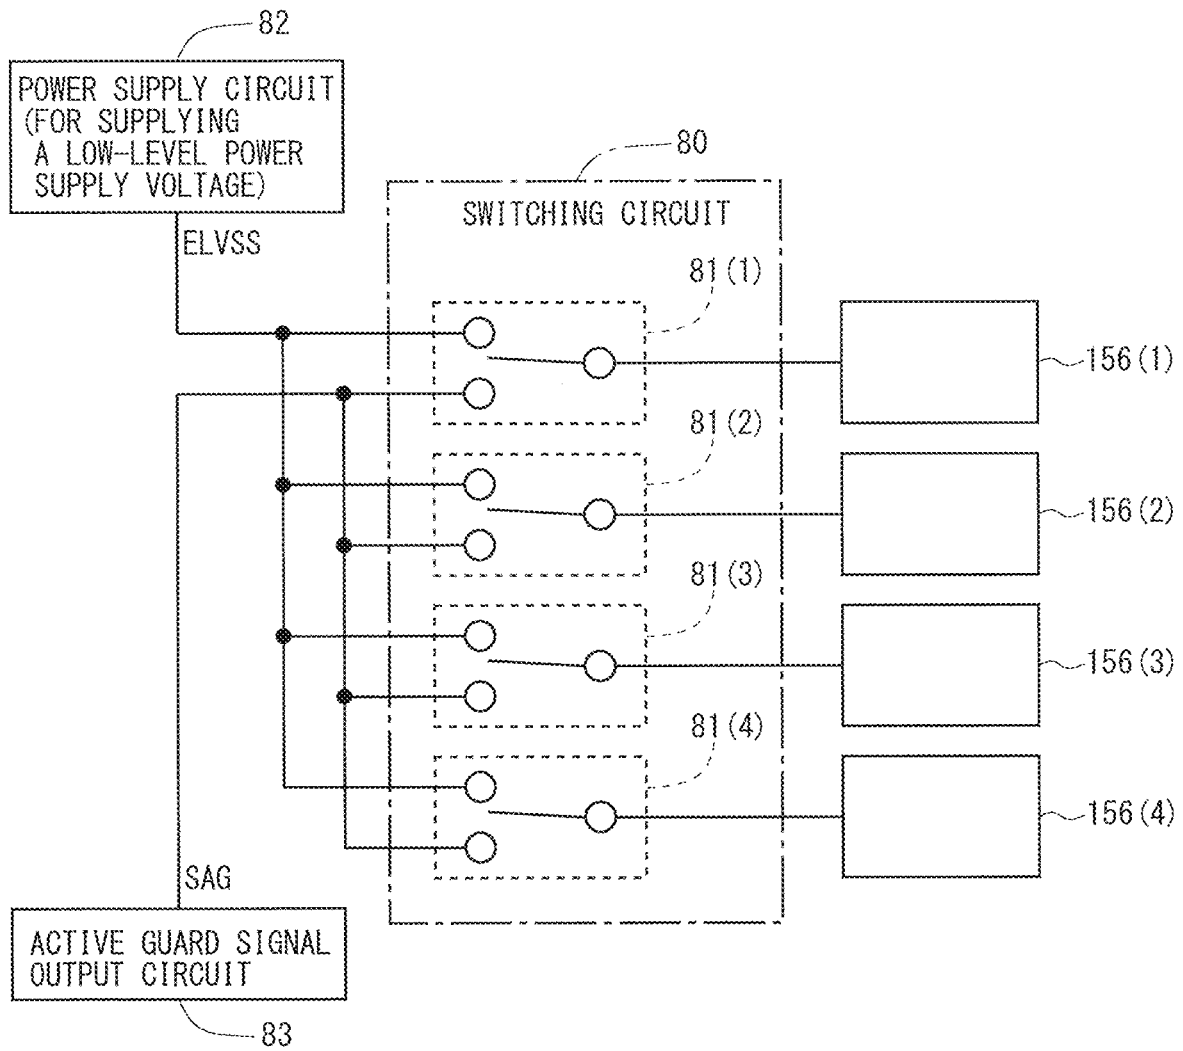 82
POWER SUPPLY CIRCUIT
(FOR SUPPLYING
A LOW-LEVEL POWER
SUPPLY VOLTAGE)
80
SWITCHING CIRCUIT
ELVSS
81(1)
156(1)
81(2)
156(2)
81(3)
156(3)
81(4)
156(4)
SAG
ACTIVE GUARD SIGNAL
OUTPUT CIRCUIT
83